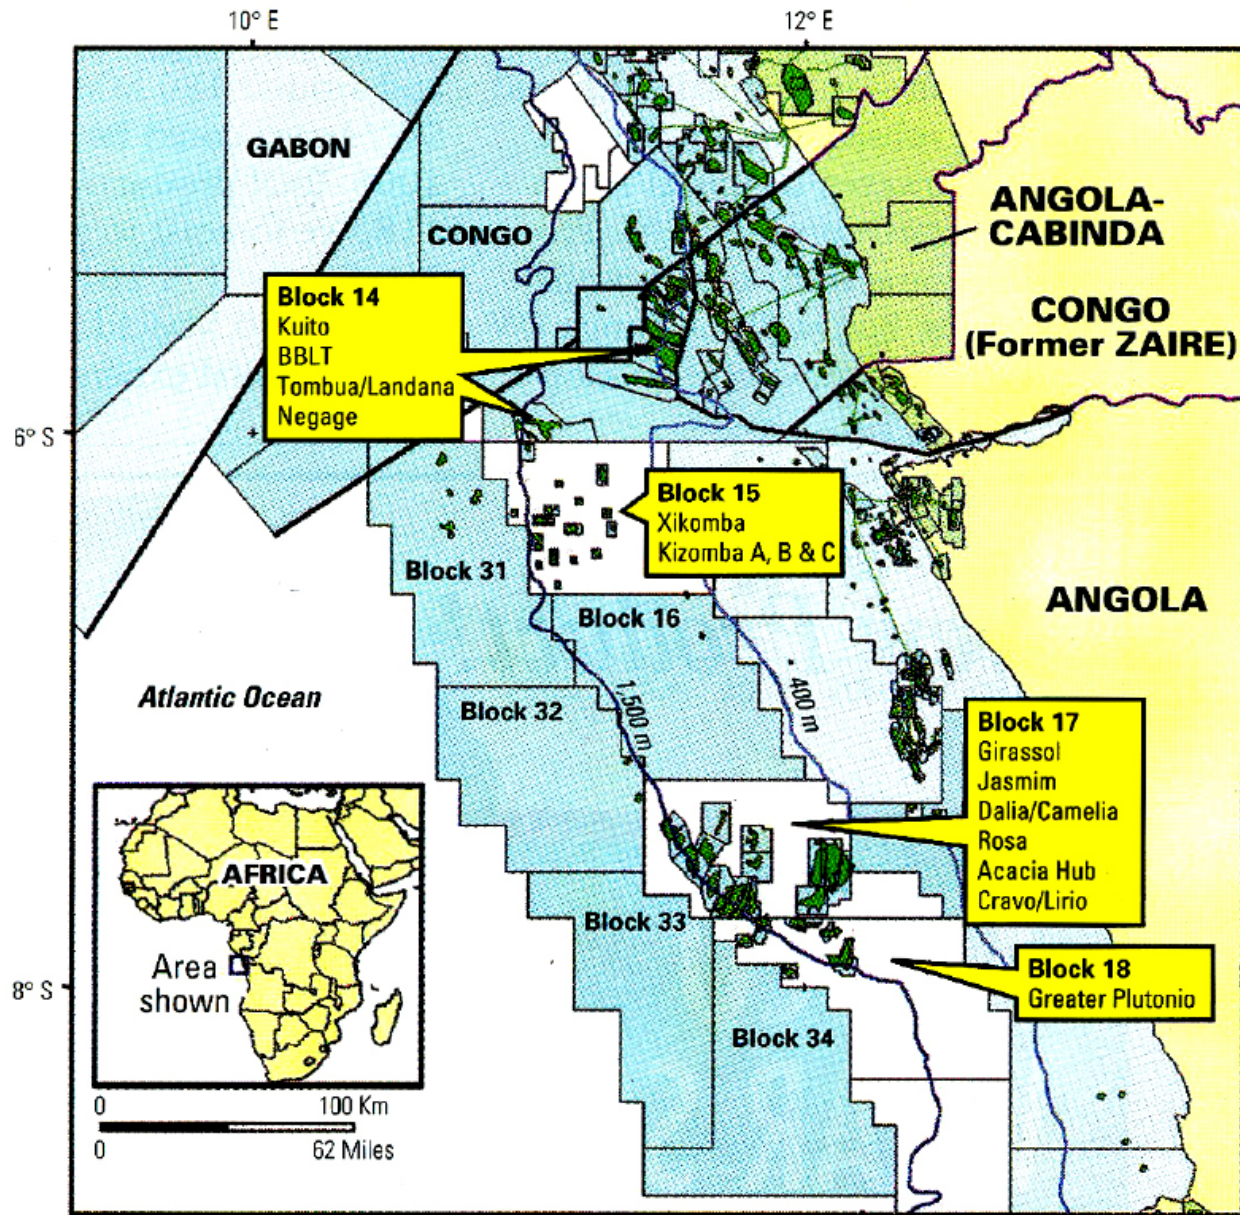 10° E
12° E
GABON
CONGO
ANGOLA-
CABINDA
CONGO
(Former ZAIRE)
Block 14
Kuito
BBLT
Tombua/Landana
Negage
6° S
Block 15
Xikomba
Kizomba A, B & C
Block 31
Block 16
ANGOLA
Atlantic Ocean
1,500 m
400 m
Block 32
Block 17
Girassol
Jasmim
Dalia/Camelia
Rosa
Acacia Hub
Cravo/Lirio
AFRICA
Area
shown
Block 33
8° S
Block 18
Greater Plutonio
Block 34
0
100 Km
0
62 Miles